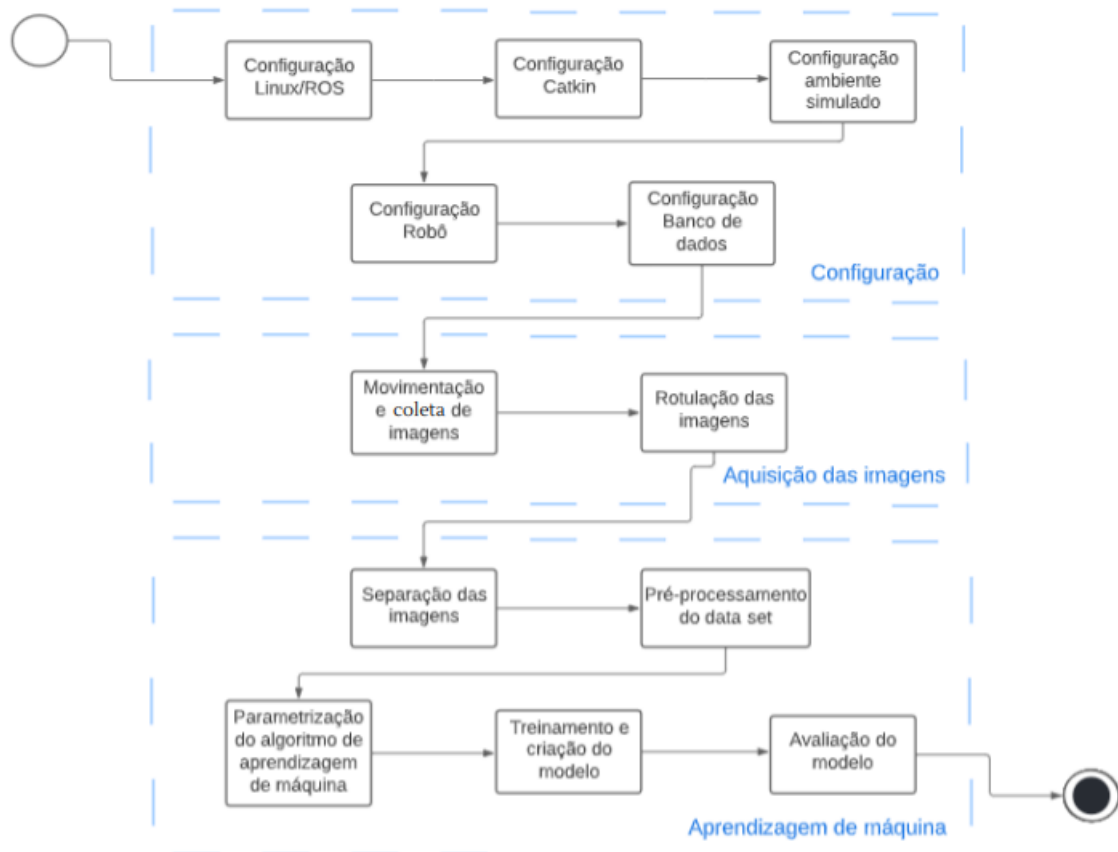 Configuração
Linux/ROS
Configuração
Catkin
Configuração
ambiente
simulado
Configuração
Robô
Configuração
Banco de
dados
Configuração
Movimentação
e coleta de
imagens
Rotulação das
imagens
Aquisição das imagens
Separação das
imagens
Pré-processamento
do data set
Parametrização
do algoritmo de
aprendizagem
de máquina
Treinamento e
criação do
modelo
Avaliação do
modelo
Aprendizagem de máquina